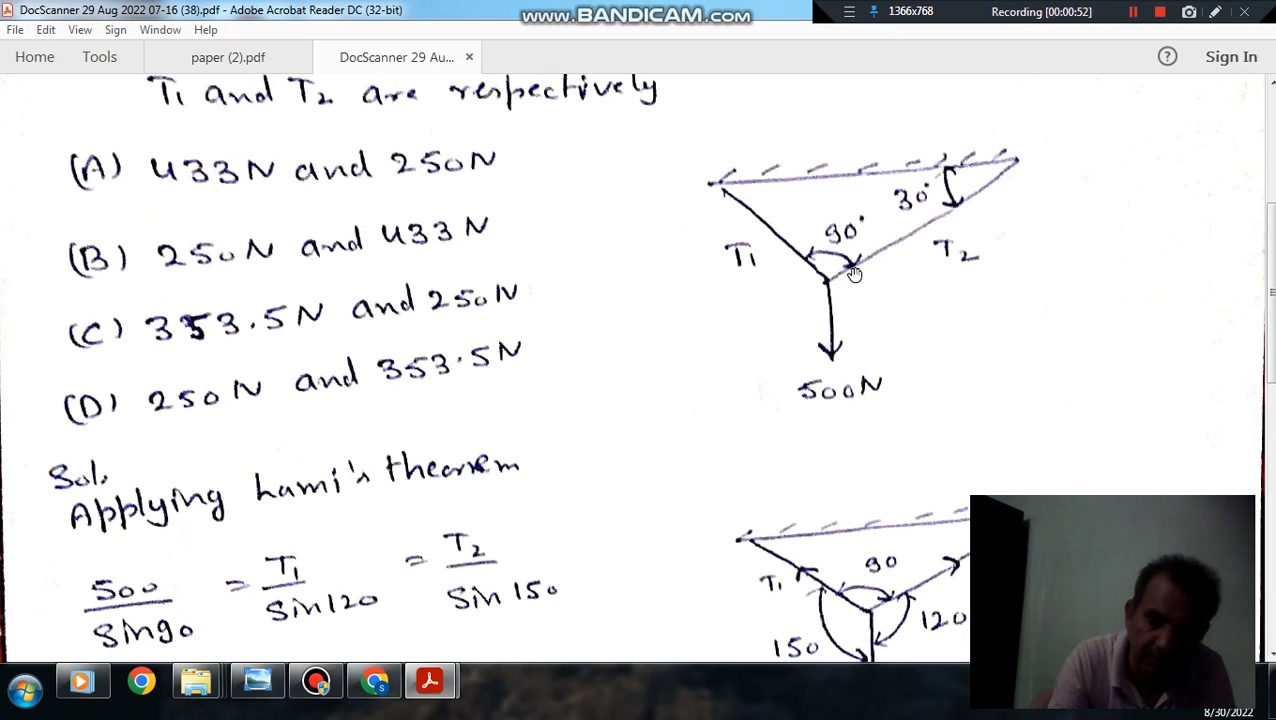 DocScanner 29 Aug 2022 07-16 (38).pdf - Adobe Acrobat Reader DC (32-bit)
www.BANDICAM.com
1366x768
Recording [00:00:52]
File Edit View Sign Window Help
Home Tools paper (2).pdf DocScanner 29 Au... Sign In
T1 and T2 are respectively
(A) 433N and 250N
(B) 250N and 433N
(C) 353.5N and 250N
(D) 250N and 353.5N
30°
90°
T1
T2
500N
Sol.
Applying hami's theorem
500 = T1 = T2
sin90 sin120 sin150
90
T1
120
150
8/30/2022